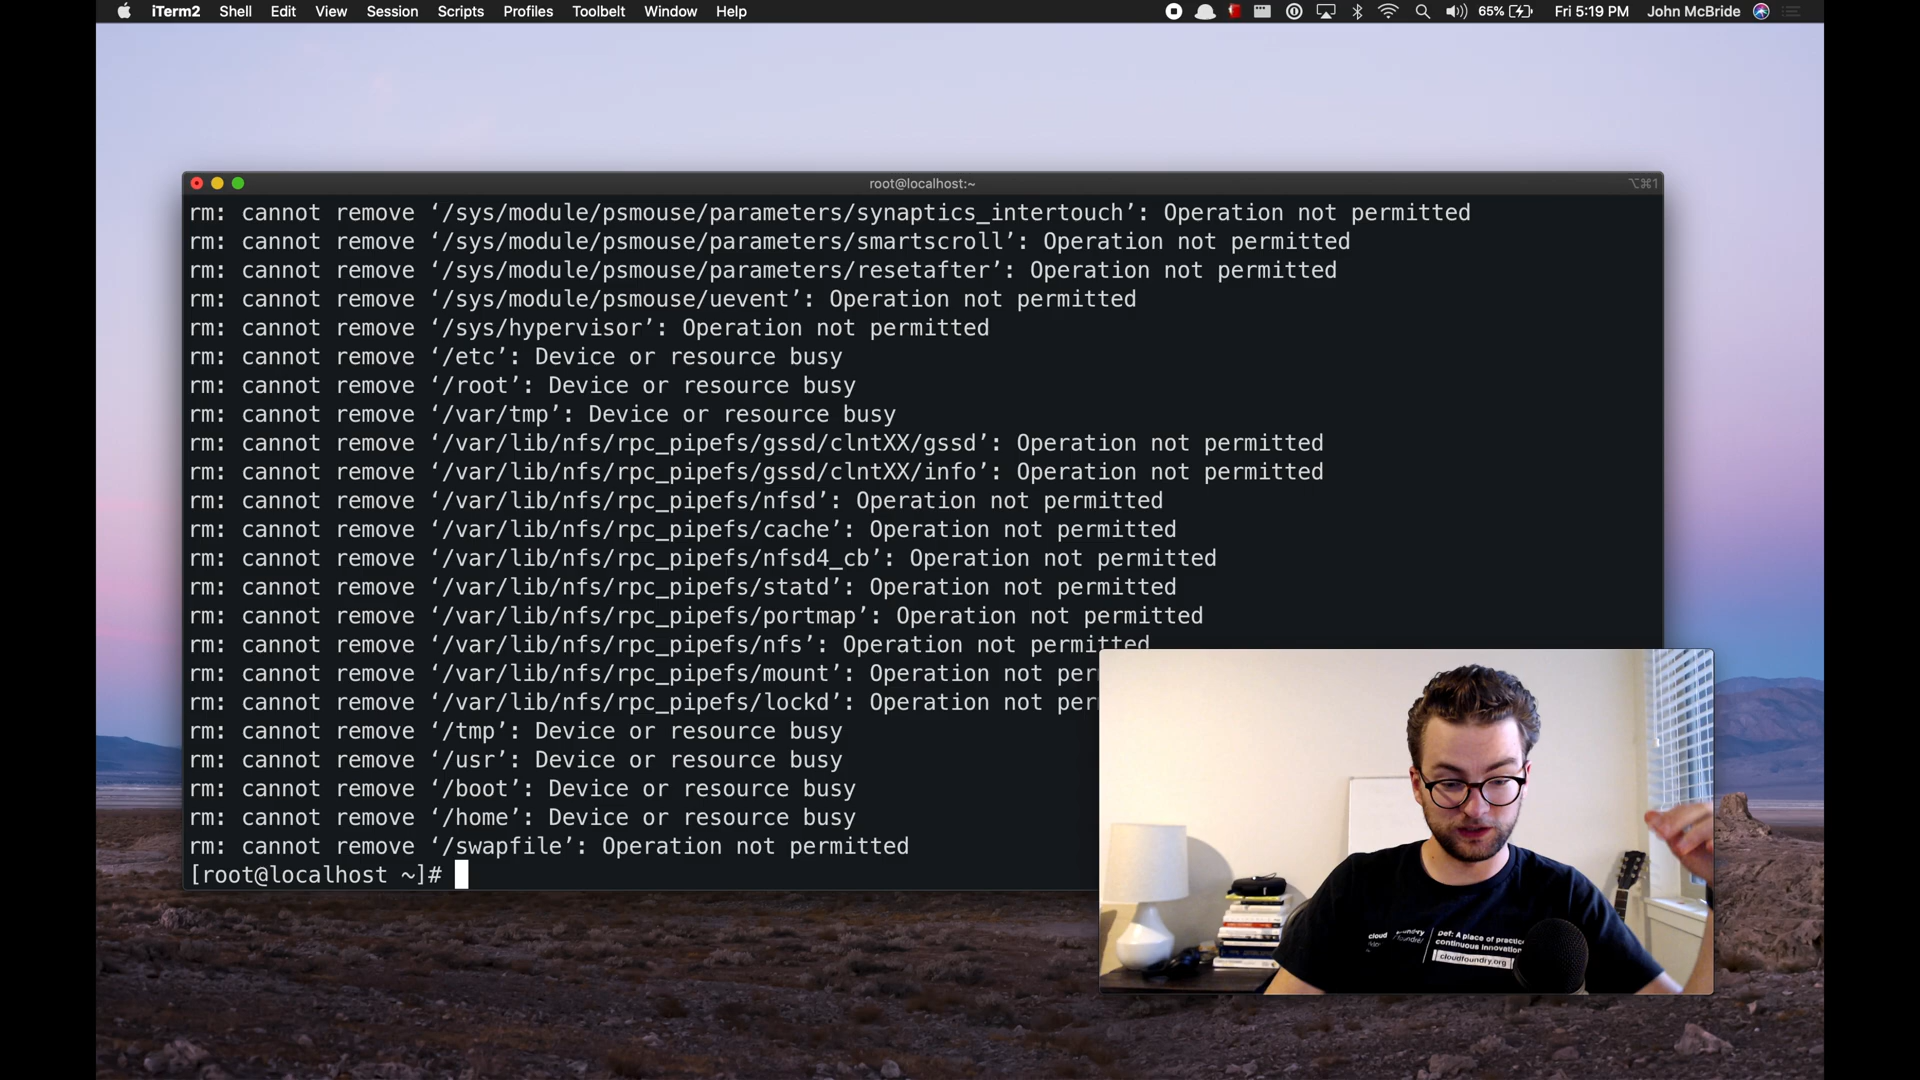 iTerm2 Shell Edit View Session Scripts Profiles Toolbelt Window Help 65% Fri 5:19 PM John McBride
root@localhost:~ ⌥⌘1
rm: cannot remove ‘/sys/module/psmouse/parameters/synaptics_intertouch’: Operation not permitted
rm: cannot remove ‘/sys/module/psmouse/parameters/smartscroll’: Operation not permitted
rm: cannot remove ‘/sys/module/psmouse/parameters/resetafter’: Operation not permitted
rm: cannot remove ‘/sys/module/psmouse/uevent’: Operation not permitted
rm: cannot remove ‘/sys/hypervisor’: Operation not permitted
rm: cannot remove ‘/etc’: Device or resource busy
rm: cannot remove ‘/root’: Device or resource busy
rm: cannot remove ‘/var/tmp’: Device or resource busy
rm: cannot remove ‘/var/lib/nfs/rpc_pipefs/gssd/clntXX/gssd’: Operation not permitted
rm: cannot remove ‘/var/lib/nfs/rpc_pipefs/gssd/clntXX/info’: Operation not permitted
rm: cannot remove ‘/var/lib/nfs/rpc_pipefs/nfsd’: Operation not permitted
rm: cannot remove ‘/var/lib/nfs/rpc_pipefs/cache’: Operation not permitted
rm: cannot remove ‘/var/lib/nfs/rpc_pipefs/nfsd4_cb’: Operation not permitted
rm: cannot remove ‘/var/lib/nfs/rpc_pipefs/statd’: Operation not permitted
rm: cannot remove ‘/var/lib/nfs/rpc_pipefs/portmap’: Operation not permitted
rm: cannot remove ‘/var/lib/nfs/rpc_pipefs/nfs’: Operation not permitted
rm: cannot remove ‘/var/lib/nfs/rpc_pipefs/mount’: Operation not per
rm: cannot remove ‘/var/lib/nfs/rpc_pipefs/lockd’: Operation not per
rm: cannot remove ‘/tmp’: Device or resource busy
rm: cannot remove ‘/usr’: Device or resource busy
rm: cannot remove ‘/boot’: Device or resource busy
rm: cannot remove ‘/home’: Device or resource busy
rm: cannot remove ‘/swapfile’: Operation not permitted
[root@localhost ~]#
cloud
Def: A place of practice
continuous innovation
cloudfoundry.org